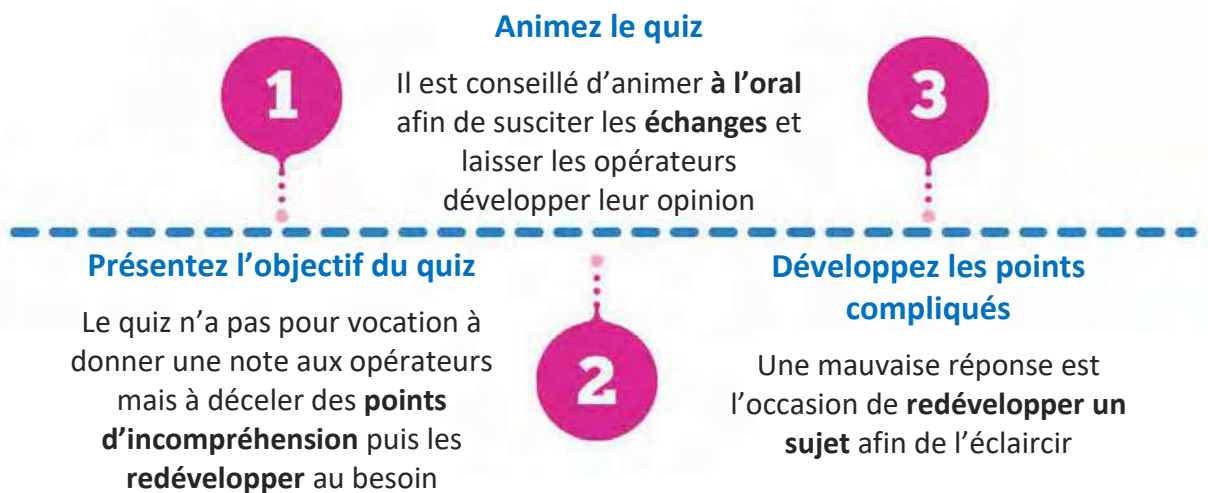 1
Présentez l’objectif du quiz
Le quiz n’a pas pour vocation à
donner une note aux opérateurs
mais à déceler des points
d’incompréhension puis les
redévelopper au besoin
2
Animez le quiz
Il est conseillé d’animer à l’oral
afin de susciter les échanges et
laisser les opérateurs
développer leur opinion
3
Développez les points
compliqués
Une mauvaise réponse est
l’occasion de redévelopper un
sujet afin de l’éclaircir